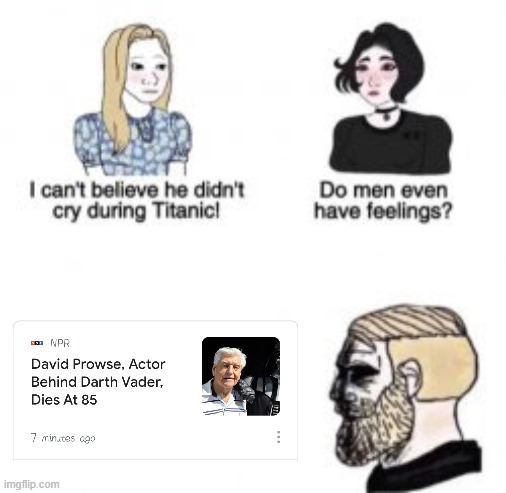 I can't believe he didn't
cry during Titanic!
Do men even
have feelings?
NPR
David Prowse, Actor
Behind Darth Vader,
Dies At 85
7 minutes ago
imgflip.com